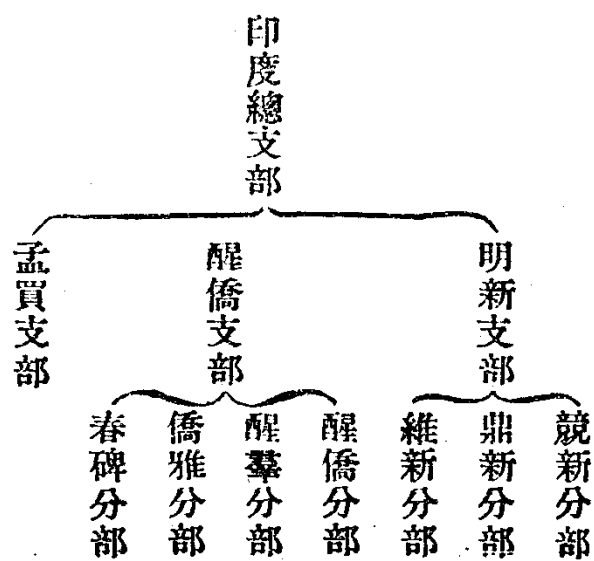 印度總支部
明新支部
醒僑支部
孟買支部
競新分部
鼎新分部
維新分部
醒僑分部
醒羣分部
僑雅分部
春碑分部